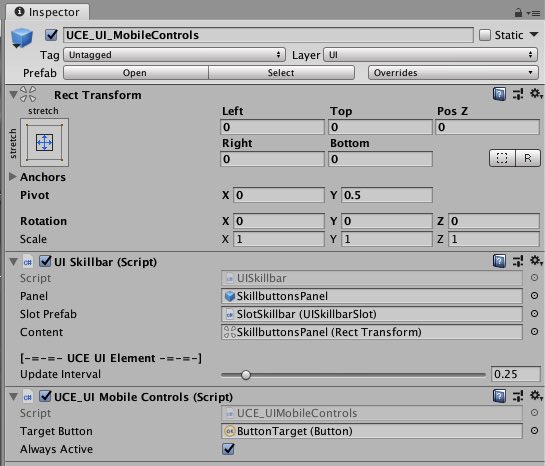 Inspector
UCE_UI_MobileControls Static
Tag Untagged Layer UI
Prefab Open Select Overrides
Rect Transform
stretch Left Top Pos Z
stretch 0 0 0
Right Bottom
0 0 R
Anchors
Pivot X 0 Y 0.5
Rotation X 0 Y 0 Z 0
Scale X 1 Y 1 Z 1
UI Skillbar (Script)
Script UISkillbar
Panel SkillbuttonsPanel
Slot Prefab SlotSkillbar (UISkillbarSlot)
Content SkillbuttonsPanel (Rect Transform)
[-=-=- UCE UI Element -=-=-]
Update Interval 0.25
UCE_UI Mobile Controls (Script)
Script UCE_UIMobileControls
Target Button ButtonTarget (Button)
Always Active